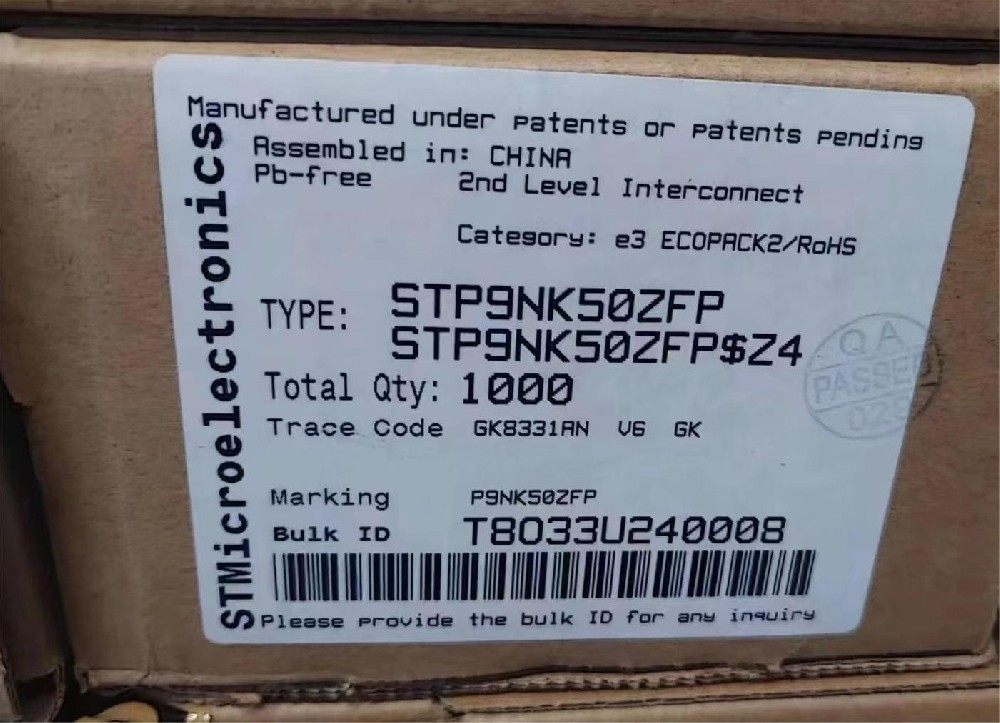 STMicroelectronics
Manufactured under patents or patents pending
Assembled in: CHINA
Pb-free 2nd Level Interconnect
Category: e3 ECOPACK2/RoHS
TYPE: STP9NK50ZFP
STP9NK50ZFP$Z4
Total Qty: 1000
Trace Code GK8331AN V6 GK
Marking P9NK50ZFP
Bulk ID T8033U240008
Please provide the bulk ID for any inquiry
QA
PASSE